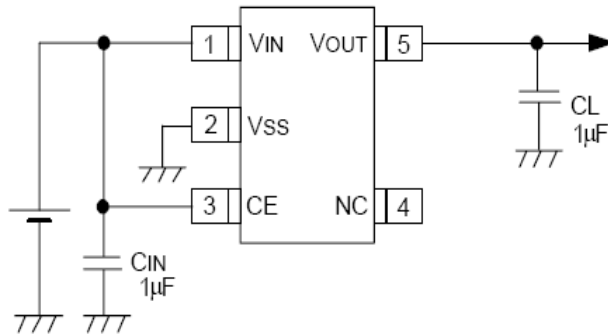 1 VIN VOUT 5
2 VSS
3 CE NC 4
CL
1µF
CIN
1µF